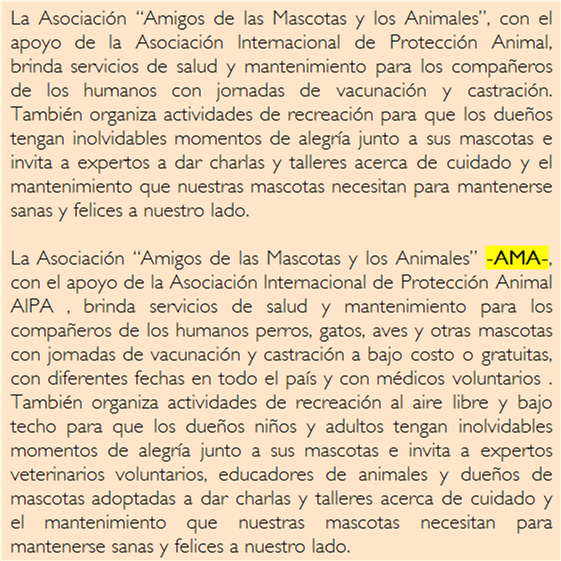 La Asociación “Amigos de las Mascotas y los Animales”, con el
apoyo de la Asociación Internacional de Protección Animal,
brinda servicios de salud y mantenimiento para los compañeros
de los humanos con jornadas de vacunación y castración.
También organiza actividades de recreación para que los dueños
tengan inolvidables momentos de alegría junto a sus mascotas e
invita a expertos a dar charlas y talleres acerca de cuidado y el
mantenimiento que nuestras mascotas necesitan para mantenerse
sanas y felices a nuestro lado.
La Asociación “Amigos de las Mascotas y los Animales” -AMA-,
con el apoyo de la Asociación Internacional de Protección Animal
AIPA , brinda servicios de salud y mantenimiento para los
compañeros de los humanos perros, gatos, aves y otras mascotas
con jornadas de vacunación y castración a bajo costo o gratuitas,
con diferentes fechas en todo el país y con médicos voluntarios .
También organiza actividades de recreación al aire libre y bajo
techo para que los dueños niños y adultos tengan inolvidables
momentos de alegría junto a sus mascotas e invita a expertos
veterinarios voluntarios, educadores de animales y dueños de
mascotas adoptadas a dar charlas y talleres acerca de cuidado y
el mantenimiento que nuestras mascotas necesitan para
mantenerse sanas y felices a nuestro lado.